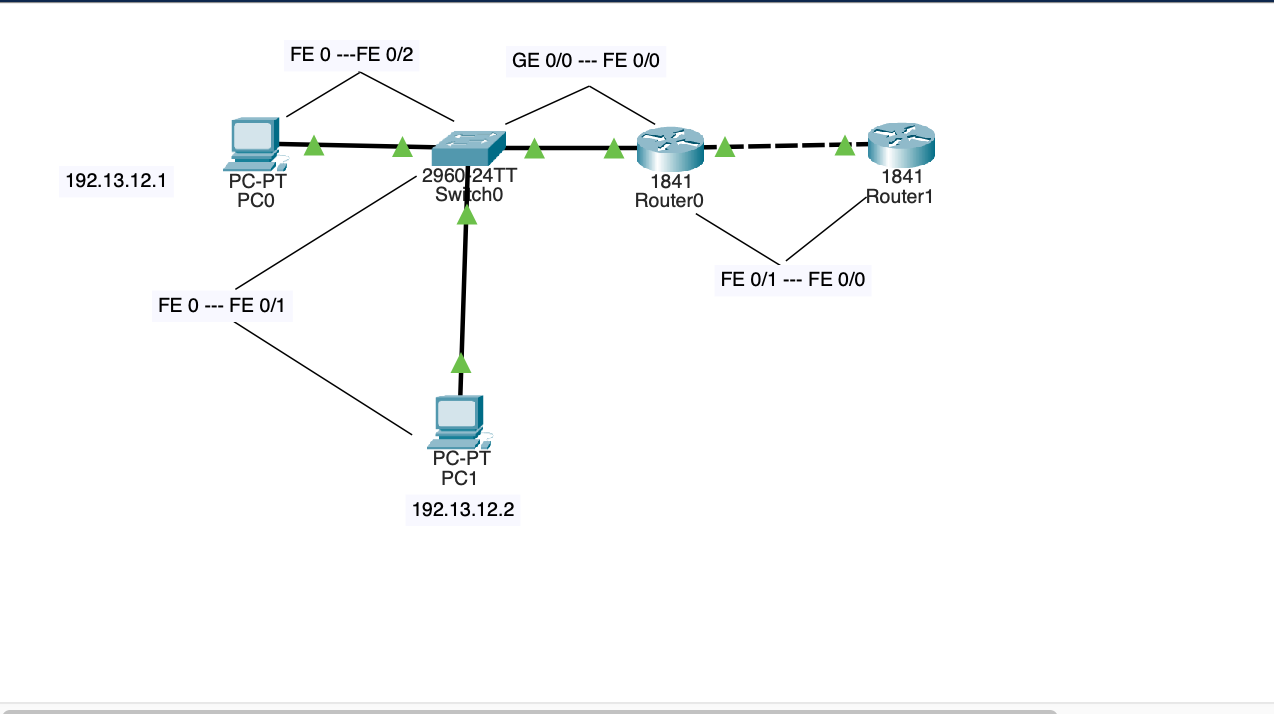 FE 0 ---FE 0/2
GE 0/0 --- FE 0/0
192.13.12.1
PC-PT
PC0
2960-24TT
Switch0
1841
Router0
1841
Router1
FE 0/1 --- FE 0/0
FE 0 --- FE 0/1
PC-PT
PC1
192.13.12.2